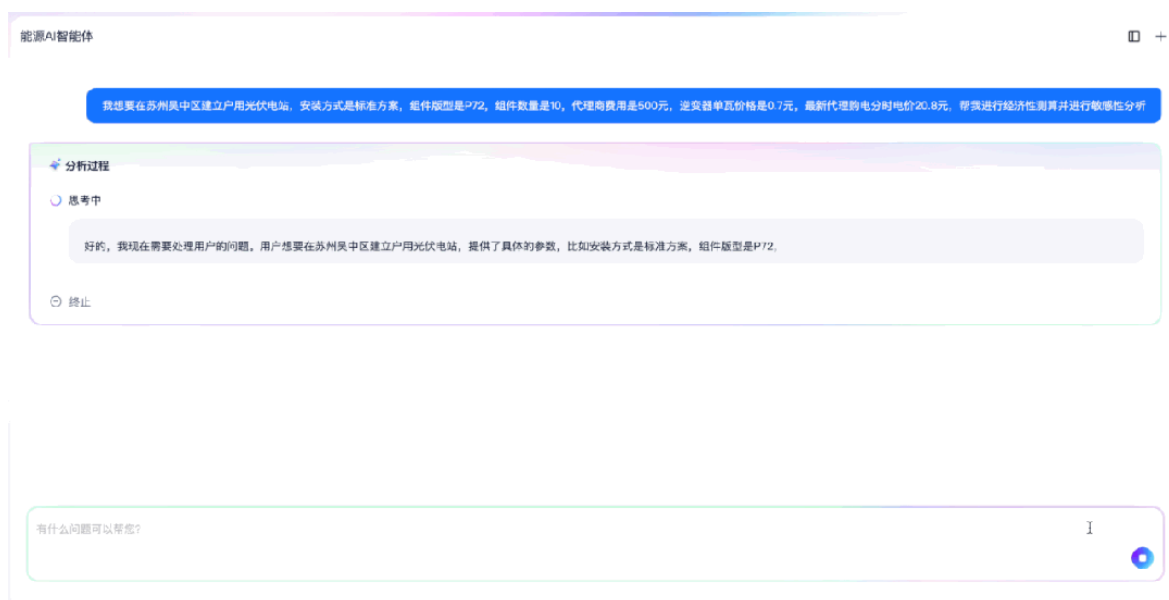 能源AI智能体
我想要在苏州吴中区建立户用光伏电站，安装方式是标准方案，组件版型是P72，组件数量是10，代理商费用是500元，逆变器单瓦价格是0.7元，最新代理购电分时电价20.8元，帮我进行经济性测算并进行敏感性分析
分析过程
思考中
好的，我现在需要处理用户的问题。用户想要在苏州吴中区建立户用光伏电站，提供了具体的参数，比如安装方式是标准方案，组件版型是P72，
终止
有什么问题可以帮您?